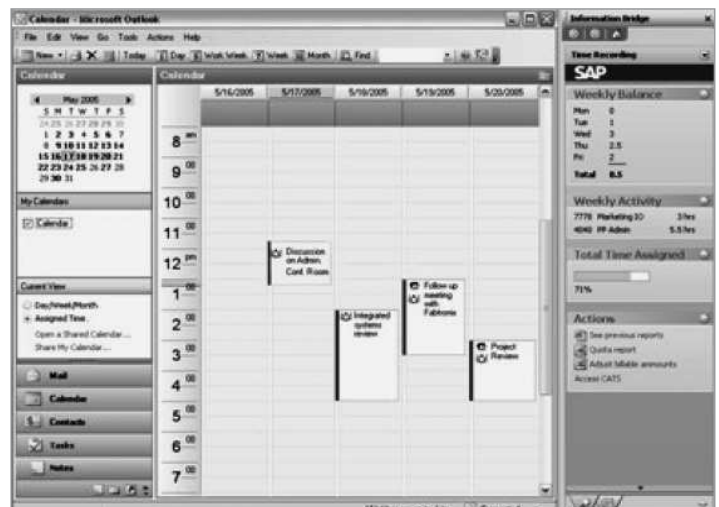 Calendar - Microsoft Outlook
File Edit View Go Tools Actions Help
New Today Day Work Week Week Month Find
Calendar
May 2005
S M T W T F S
24 25 26 27 28 29 30
1 2 3 4 5 6 7
8 9 10 11 12 13 14
15 16 17 18 19 20 21
22 23 24 25 26 27 28
29 30 31
My Calendars
Calendar
Current View
Day/Week/Month
Assigned Time
Open a Shared Calendar...
Share My Calendar...
Mail
Calendar
Contacts
Tasks
Notes
Calendar
5/16/2005 5/17/2005 5/18/2005 5/19/2005 5/20/2005
8 am
9 00
10 00
11 00
12 pm
1 00
2 00
3 00
4 00
5 00
6 00
7 00
Discussion
on Admin.
Conf. Room
Integrated
systems
review
Follow up
meeting
with
Fabtronix
Project
Review
Information Bridge
Time Recording
SAP
Weekly Balance
Mon 0
Tue 1
Wed 3
Thu 2.5
Fri 2
Total 8.5
Weekly Activity
7778 Marketing IO 3 hrs
4040 PP Admin 5.5 hrs
Total Time Assigned
71%
Actions
See previous reports
Quota report
Adjust billable ammounts
Access CATS